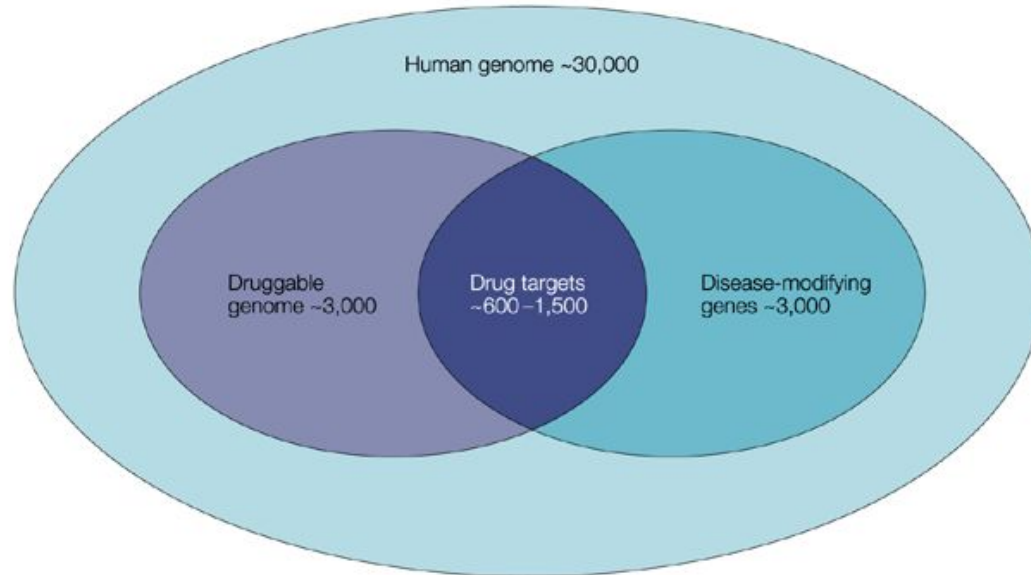 Human genome ~30,000
Druggable
genome ~3,000
Drug targets
~600–1,500
Disease-modifying
genes ~3,000